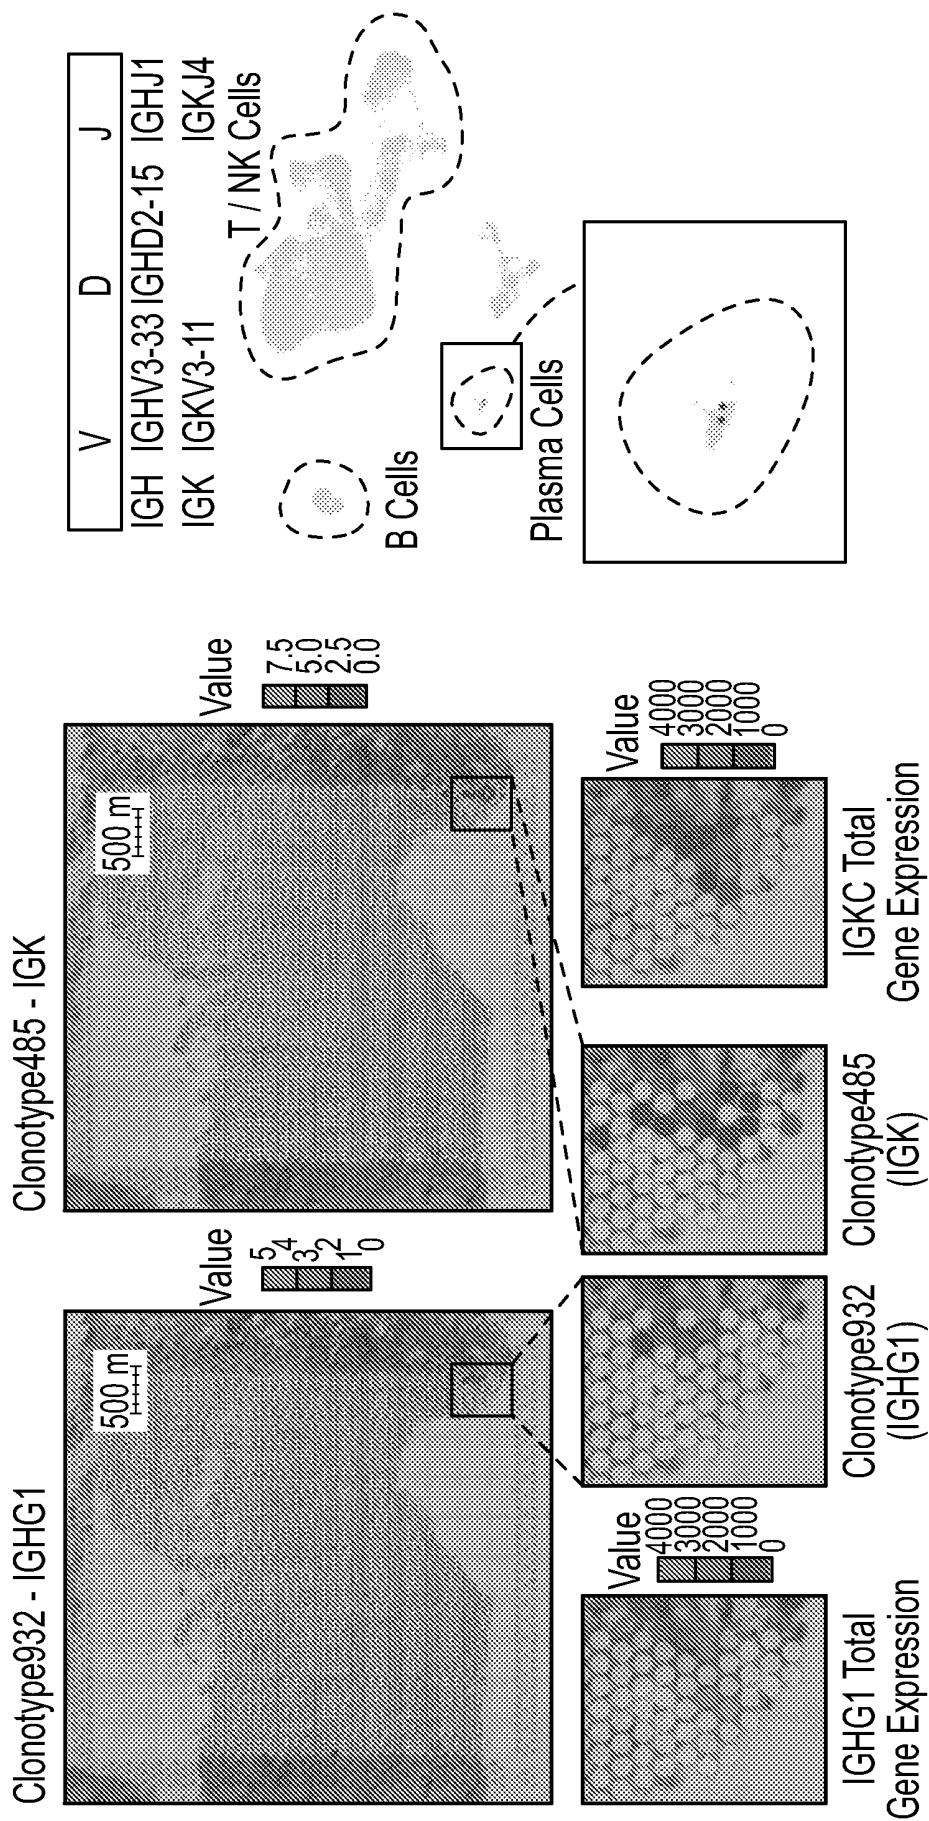 Clonotype932 - IGHG1
500 m
Value
5
4
3
2
1
0
Clonotype485 - IGK
500 m
Value
7.5
5.0
2.5
0.0
V D J
IGH IGHV3-33 IGHD2-15 IGHJ1
IGK IGKV3-11 IGKJ4
T / NK Cells
B Cells
Plasma Cells
Value
4000
3000
2000
1000
0
IGHG1 Total
Gene Expression
Clonotype932
(IGHG1)
Clonotype485
(IGK)
Value
4000
3000
2000
1000
0
IGKC Total
Gene Expression